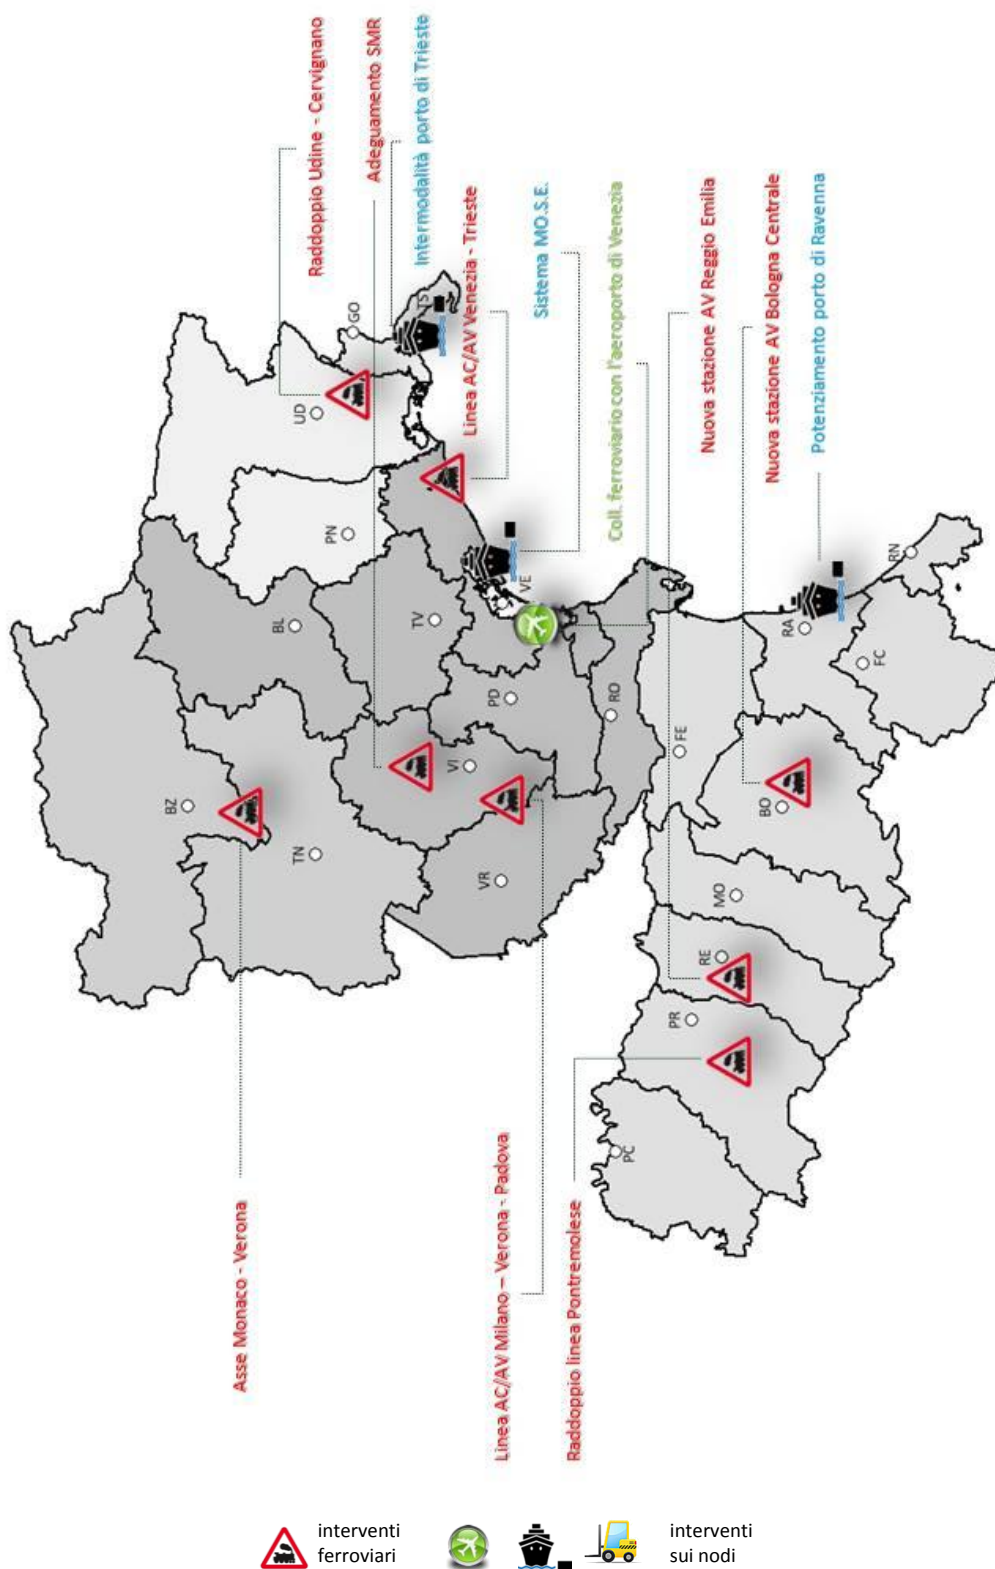 Raddoppio Udine - Cervignano
Adeguamento SMR
Intermodalità porto di Trieste
Linea AC/AV Venezia - Trieste
Sistema MO.S.E.
Coll. ferroviario con l'aeroporto di Venezia
Nuova stazione AV Reggio Emilia
Nuova stazione AV Bologna Centrale
Potenziamento porto di Ravenna
Asse Monaco - Verona
Linea AC/AV Milano – Verona - Padova
Raddoppio linea Pontremolese
BZ
TN
BL
PN
UD
GO
TS
TV
VI
VR
PD
VE
RO
FE
PC
PR
RE
MO
BO
RA
FC
RN
interventi
ferroviari
interventi
sui nodi